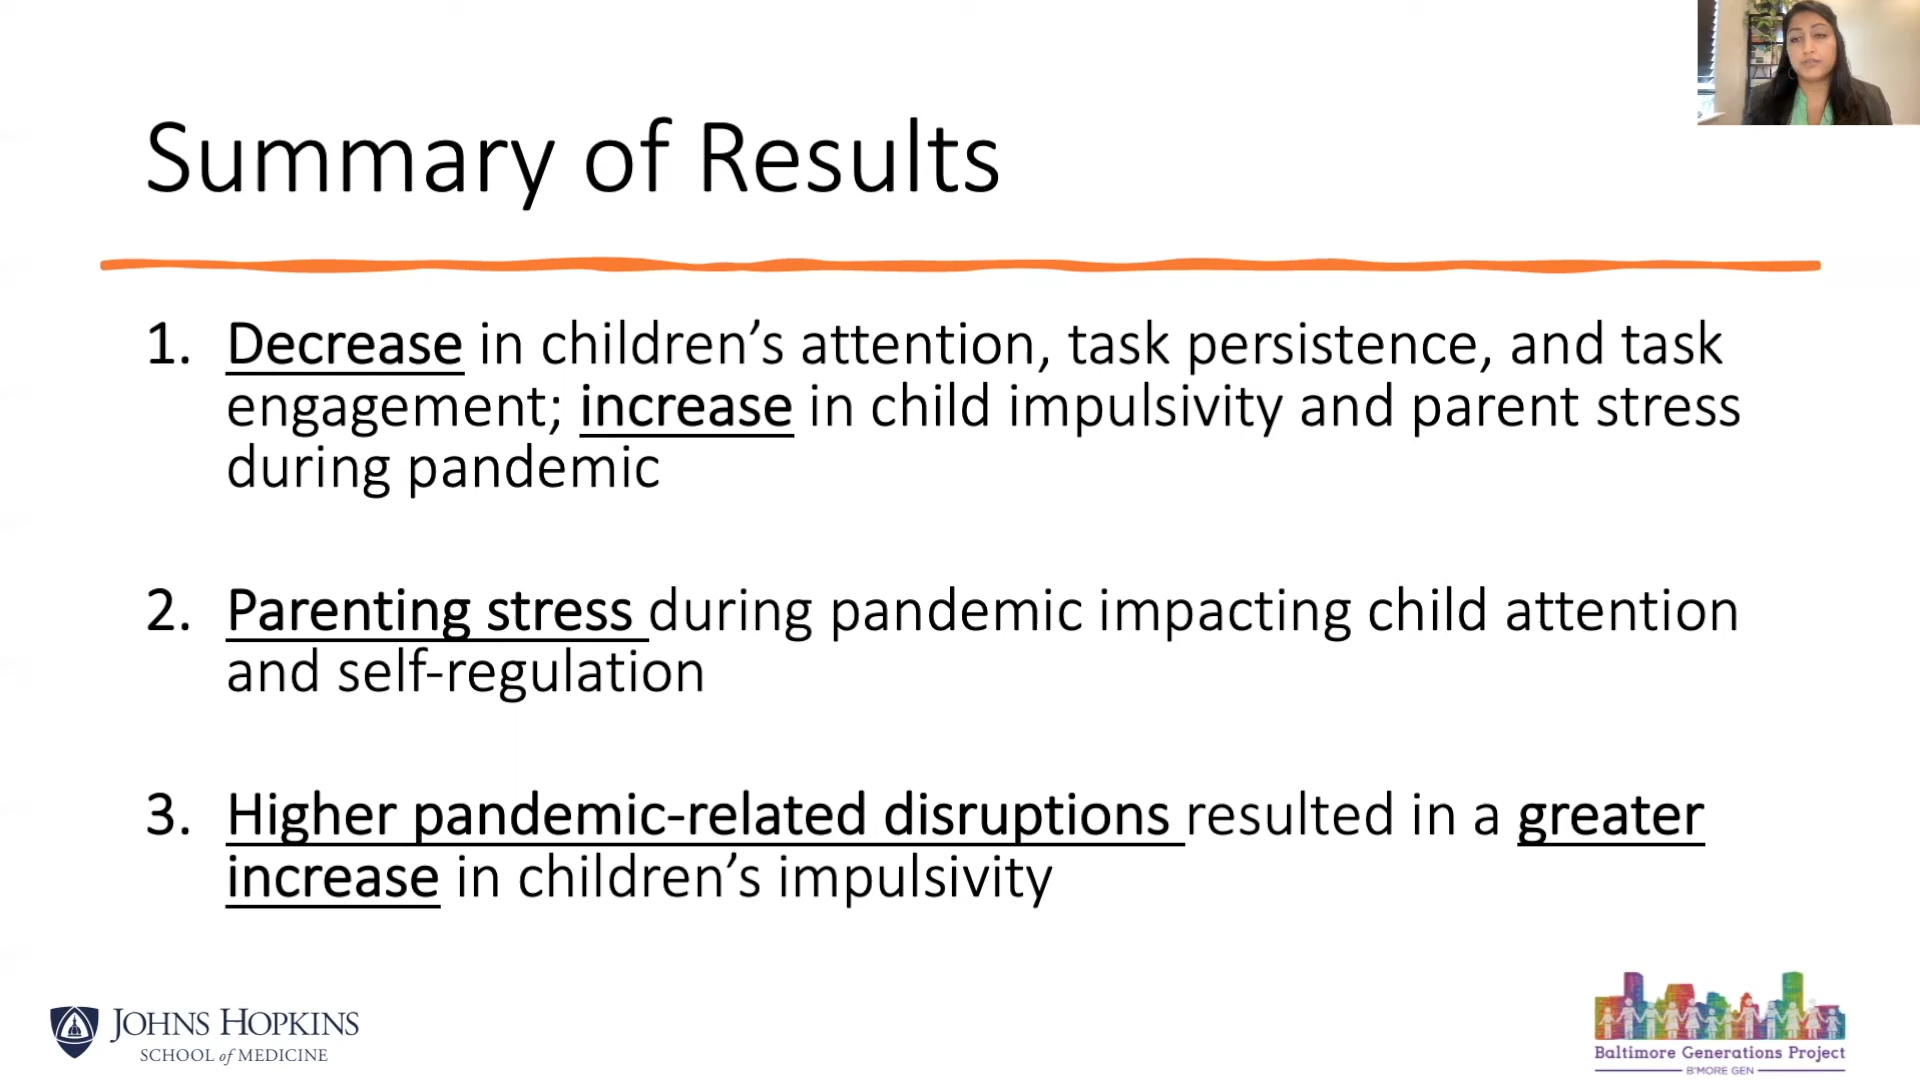 Summary of Results
1. Decrease in children’s attention, task persistence, and task
engagement; increase in child impulsivity and parent stress
during pandemic
2. Parenting stress during pandemic impacting child attention
and self-regulation
3. Higher pandemic-related disruptions resulted in a greater
increase in children’s impulsivity
JOHNS HOPKINS
SCHOOL of MEDICINE
Baltimore Generations Project
B'MORE GEN